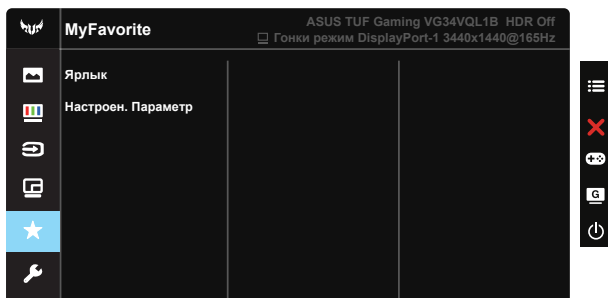 MyFavorite
ASUS TUF Gaming VG34VQL1B HDR Off
Гонки режим DisplayPort-1 3440x1440@165Hz
Ярлык
Настроен. Параметр
G